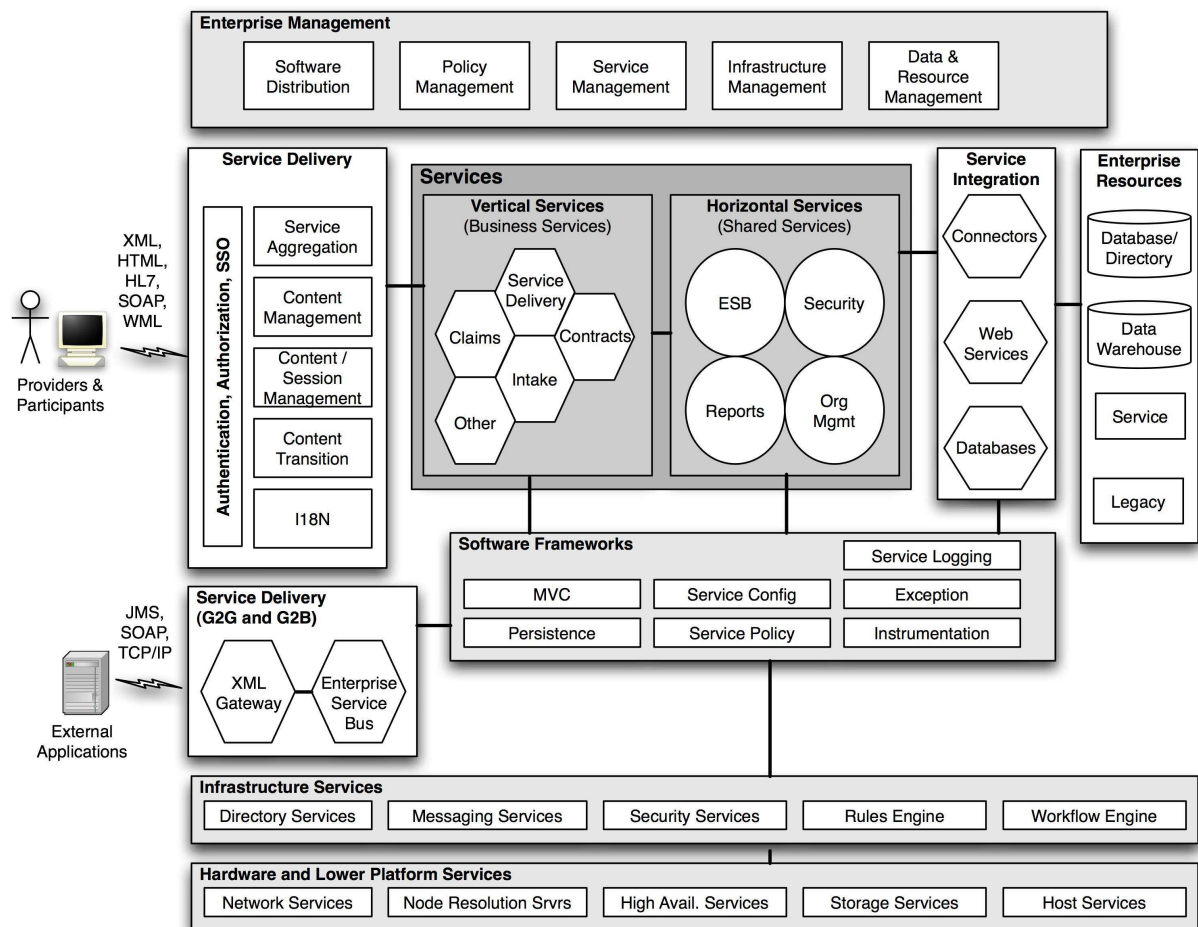 Enterprise Management
Software
Distribution
Policy
Management
Service
Management
Infrastructure
Management
Data &
Resource
Management
XML,
HTML,
HL7,
SOAP,
WML
Providers &
Participants
Service Delivery
Authentication, Authorization, SSO
Service
Aggregation
Content
Management
Content /
Session
Management
Content
Transition
I18N
Services
Vertical Services
(Business Services)
Service
Delivery
Claims
Contracts
Intake
Other
Horizontal Services
(Shared Services)
ESB
Security
Reports
Org
Mgmt
Service
Integration
Connectors
Web
Services
Databases
Enterprise
Resources
Database/
Directory
Data
Warehouse
Service
Legacy
Software Frameworks
Service Logging
MVC
Service Config
Exception
Persistence
Service Policy
Instrumentation
JMS,
SOAP,
TCP/IP
External
Applications
Service Delivery
(G2G and G2B)
XML
Gateway
Enterprise
Service
Bus
Infrastructure Services
Directory Services
Messaging Services
Security Services
Rules Engine
Workflow Engine
Hardware and Lower Platform Services
Network Services
Node Resolution Srvrs
High Avail. Services
Storage Services
Host Services